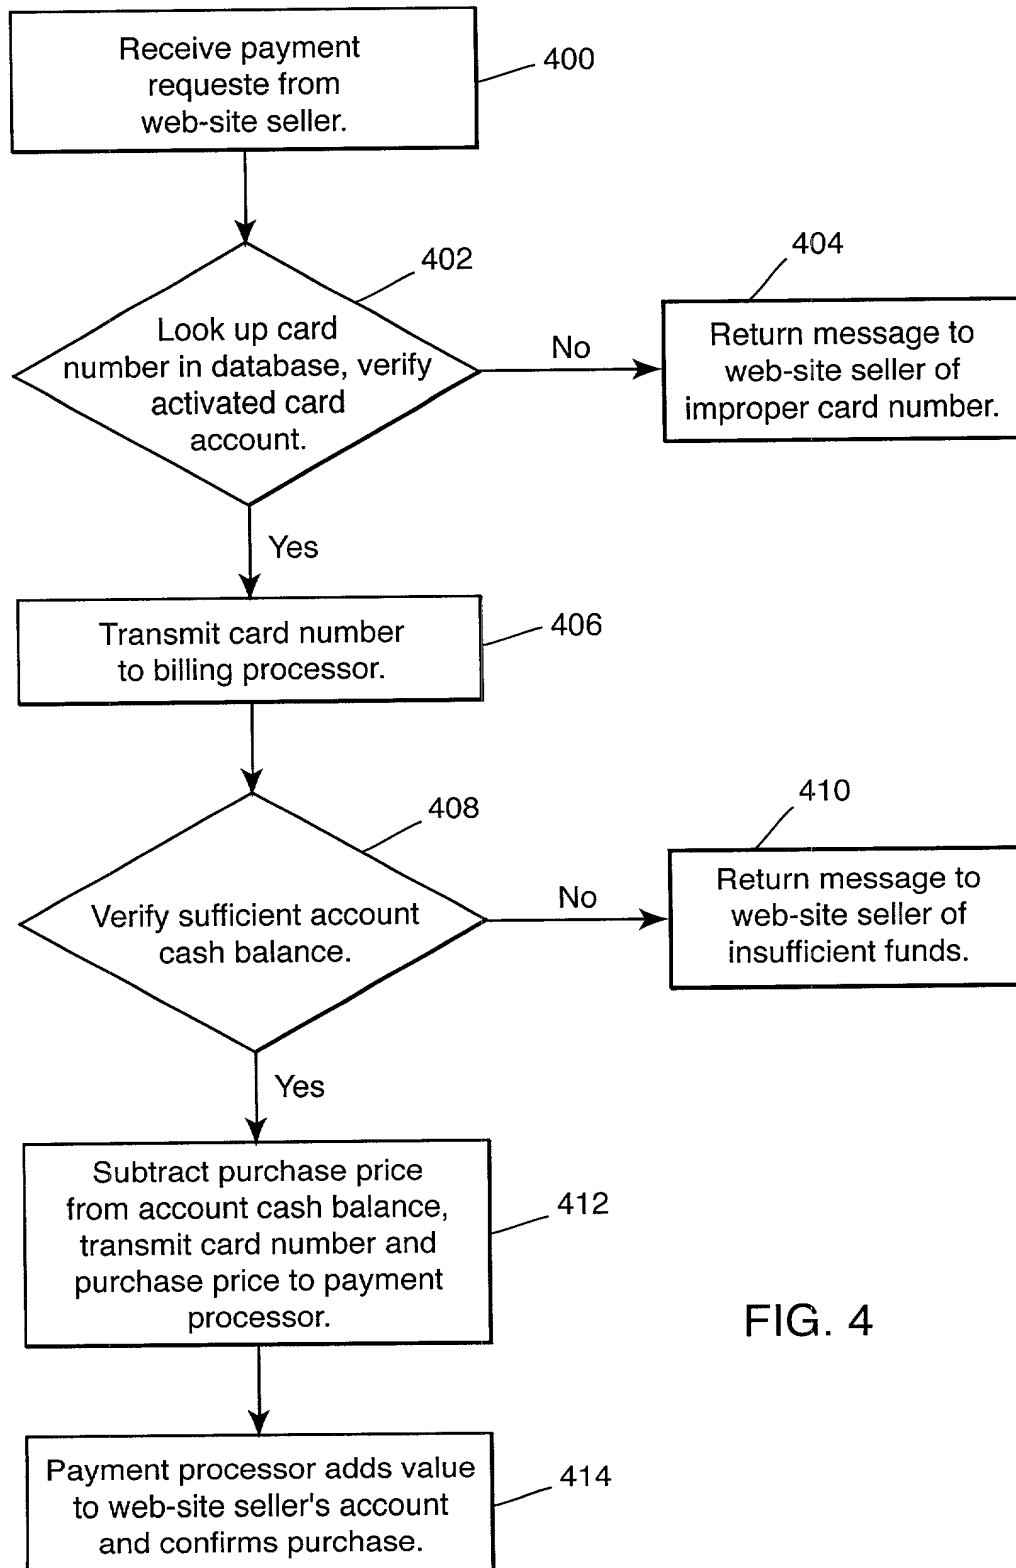 Receive payment
requeste from
web-site seller.
400
402
Look up card
number in database, verify
activated card
account.
No
404
Return message to
web-site seller of
improper card number.
Yes
Transmit card number
to billing processor.
406
408
Verify sufficient account
cash balance.
No
410
Return message to
web-site seller of
insufficient funds.
Yes
Subtract purchase price
from account cash balance,
transmit card number and
purchase price to payment
processor.
412
FIG. 4
Payment processor adds value
to web-site seller's account
and confirms purchase.
414